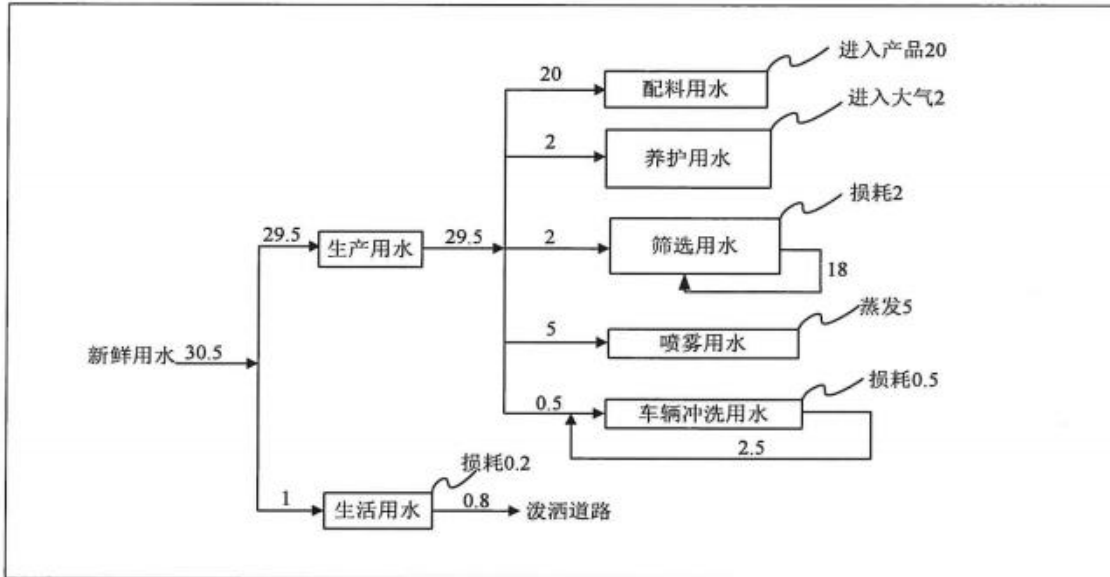 进入产品20
20
配料用水
进入大气2
2
养护用水
损耗2
29.5
生产用水
29.5
2
筛选用水
18
蒸发5
5
喷雾用水
新鲜用水
30.5
损耗0.5
0.5
车辆冲洗用水
2.5
损耗0.2
1
生活用水
0.8
泼洒道路